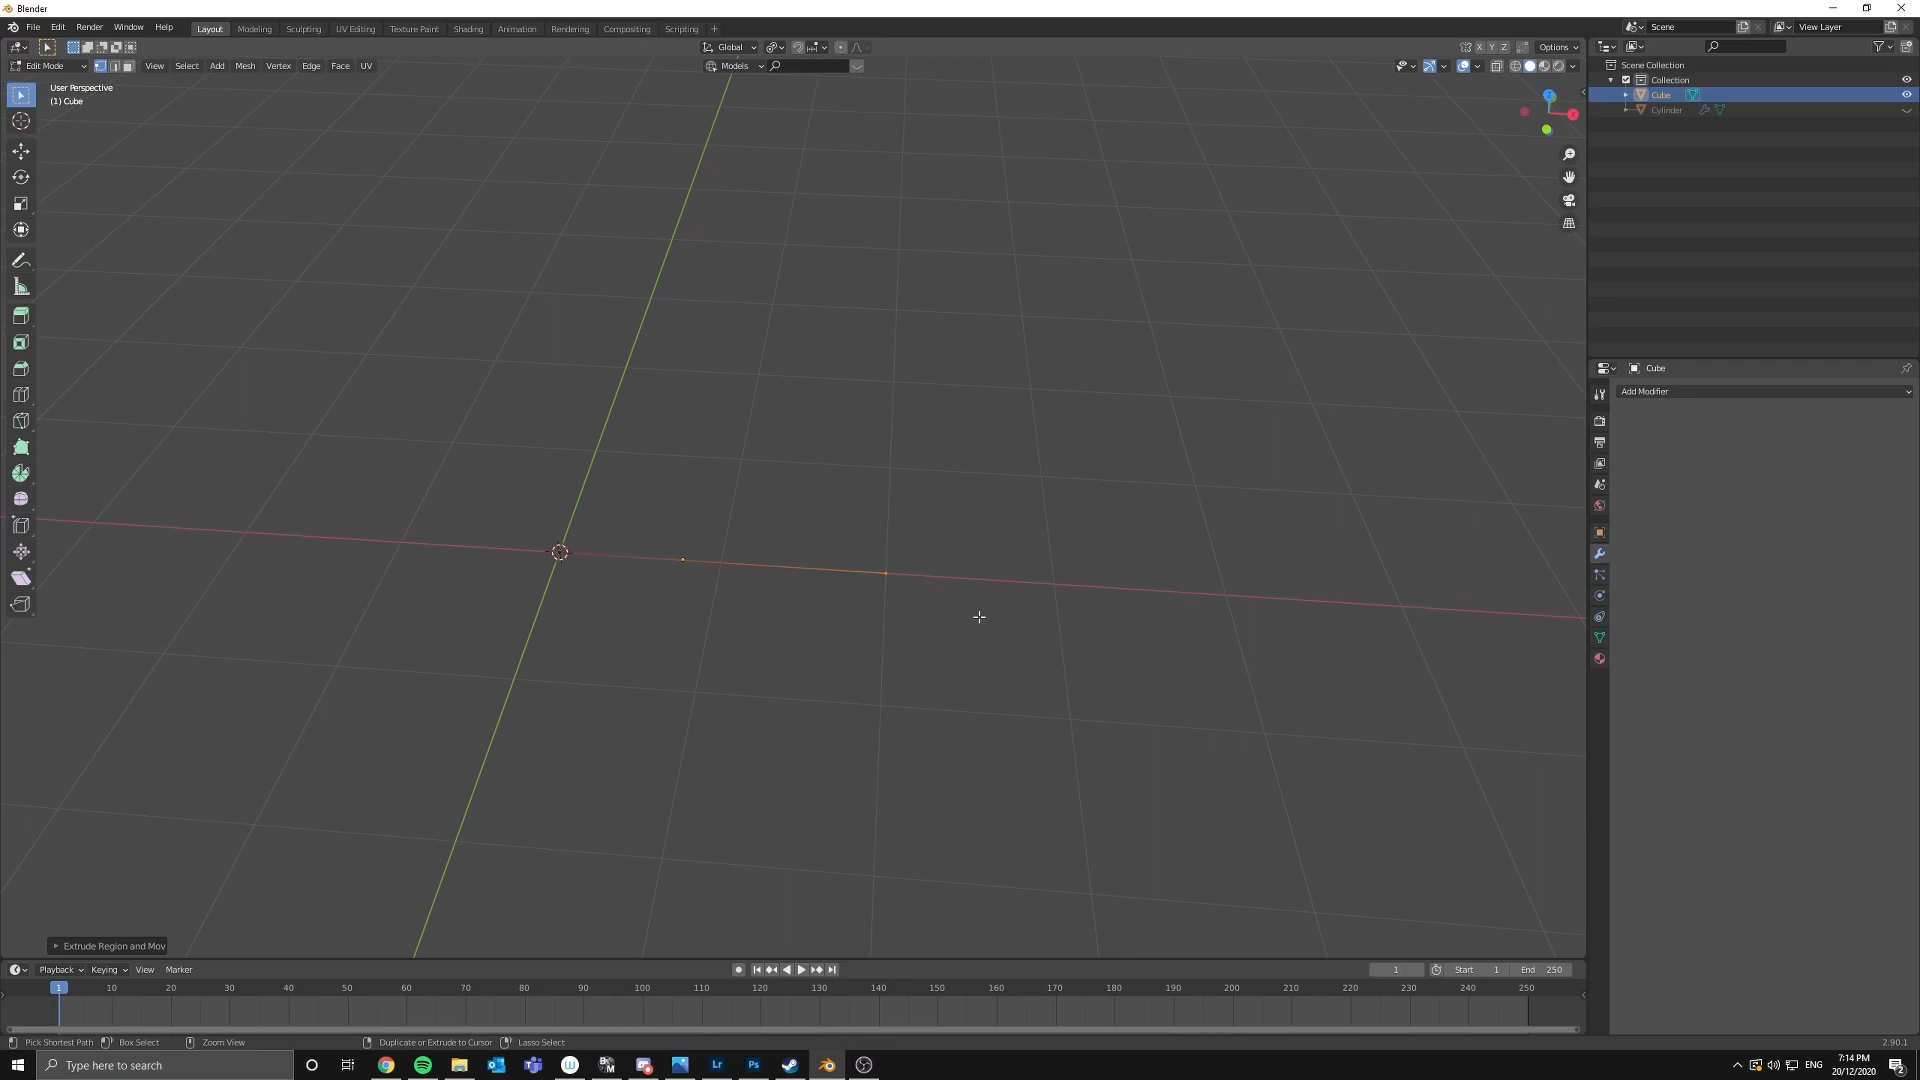 Blender
File Edit Render Window Help
Layout Modeling Sculpting UV Editing Texture Paint Shading Animation Rendering Compositing Scripting +
Scene
View Layer
Global
X Y Z
Options
Edit Mode
View Select Add Mesh Vertex Edge Face UV
Models
User Perspective
(1) Cube
Z
X
Scene Collection
Collection
Cube
Cylinder
Cube
Add Modifier
Extrude Region and Mov
Playback Keying View Marker
1
Start 1
End 250
1 10 20 30 40 50 60 70 80 90 100 110 120 130 140 150 160 170 180 190 200 210 220 230 240 250
Pick Shortest Path Box Select Zoom View Duplicate or Extrude to Cursor Lasso Select
2.90.1
Type here to search
Lr
Ps
ENG
7:14 PM
20/12/2020
2